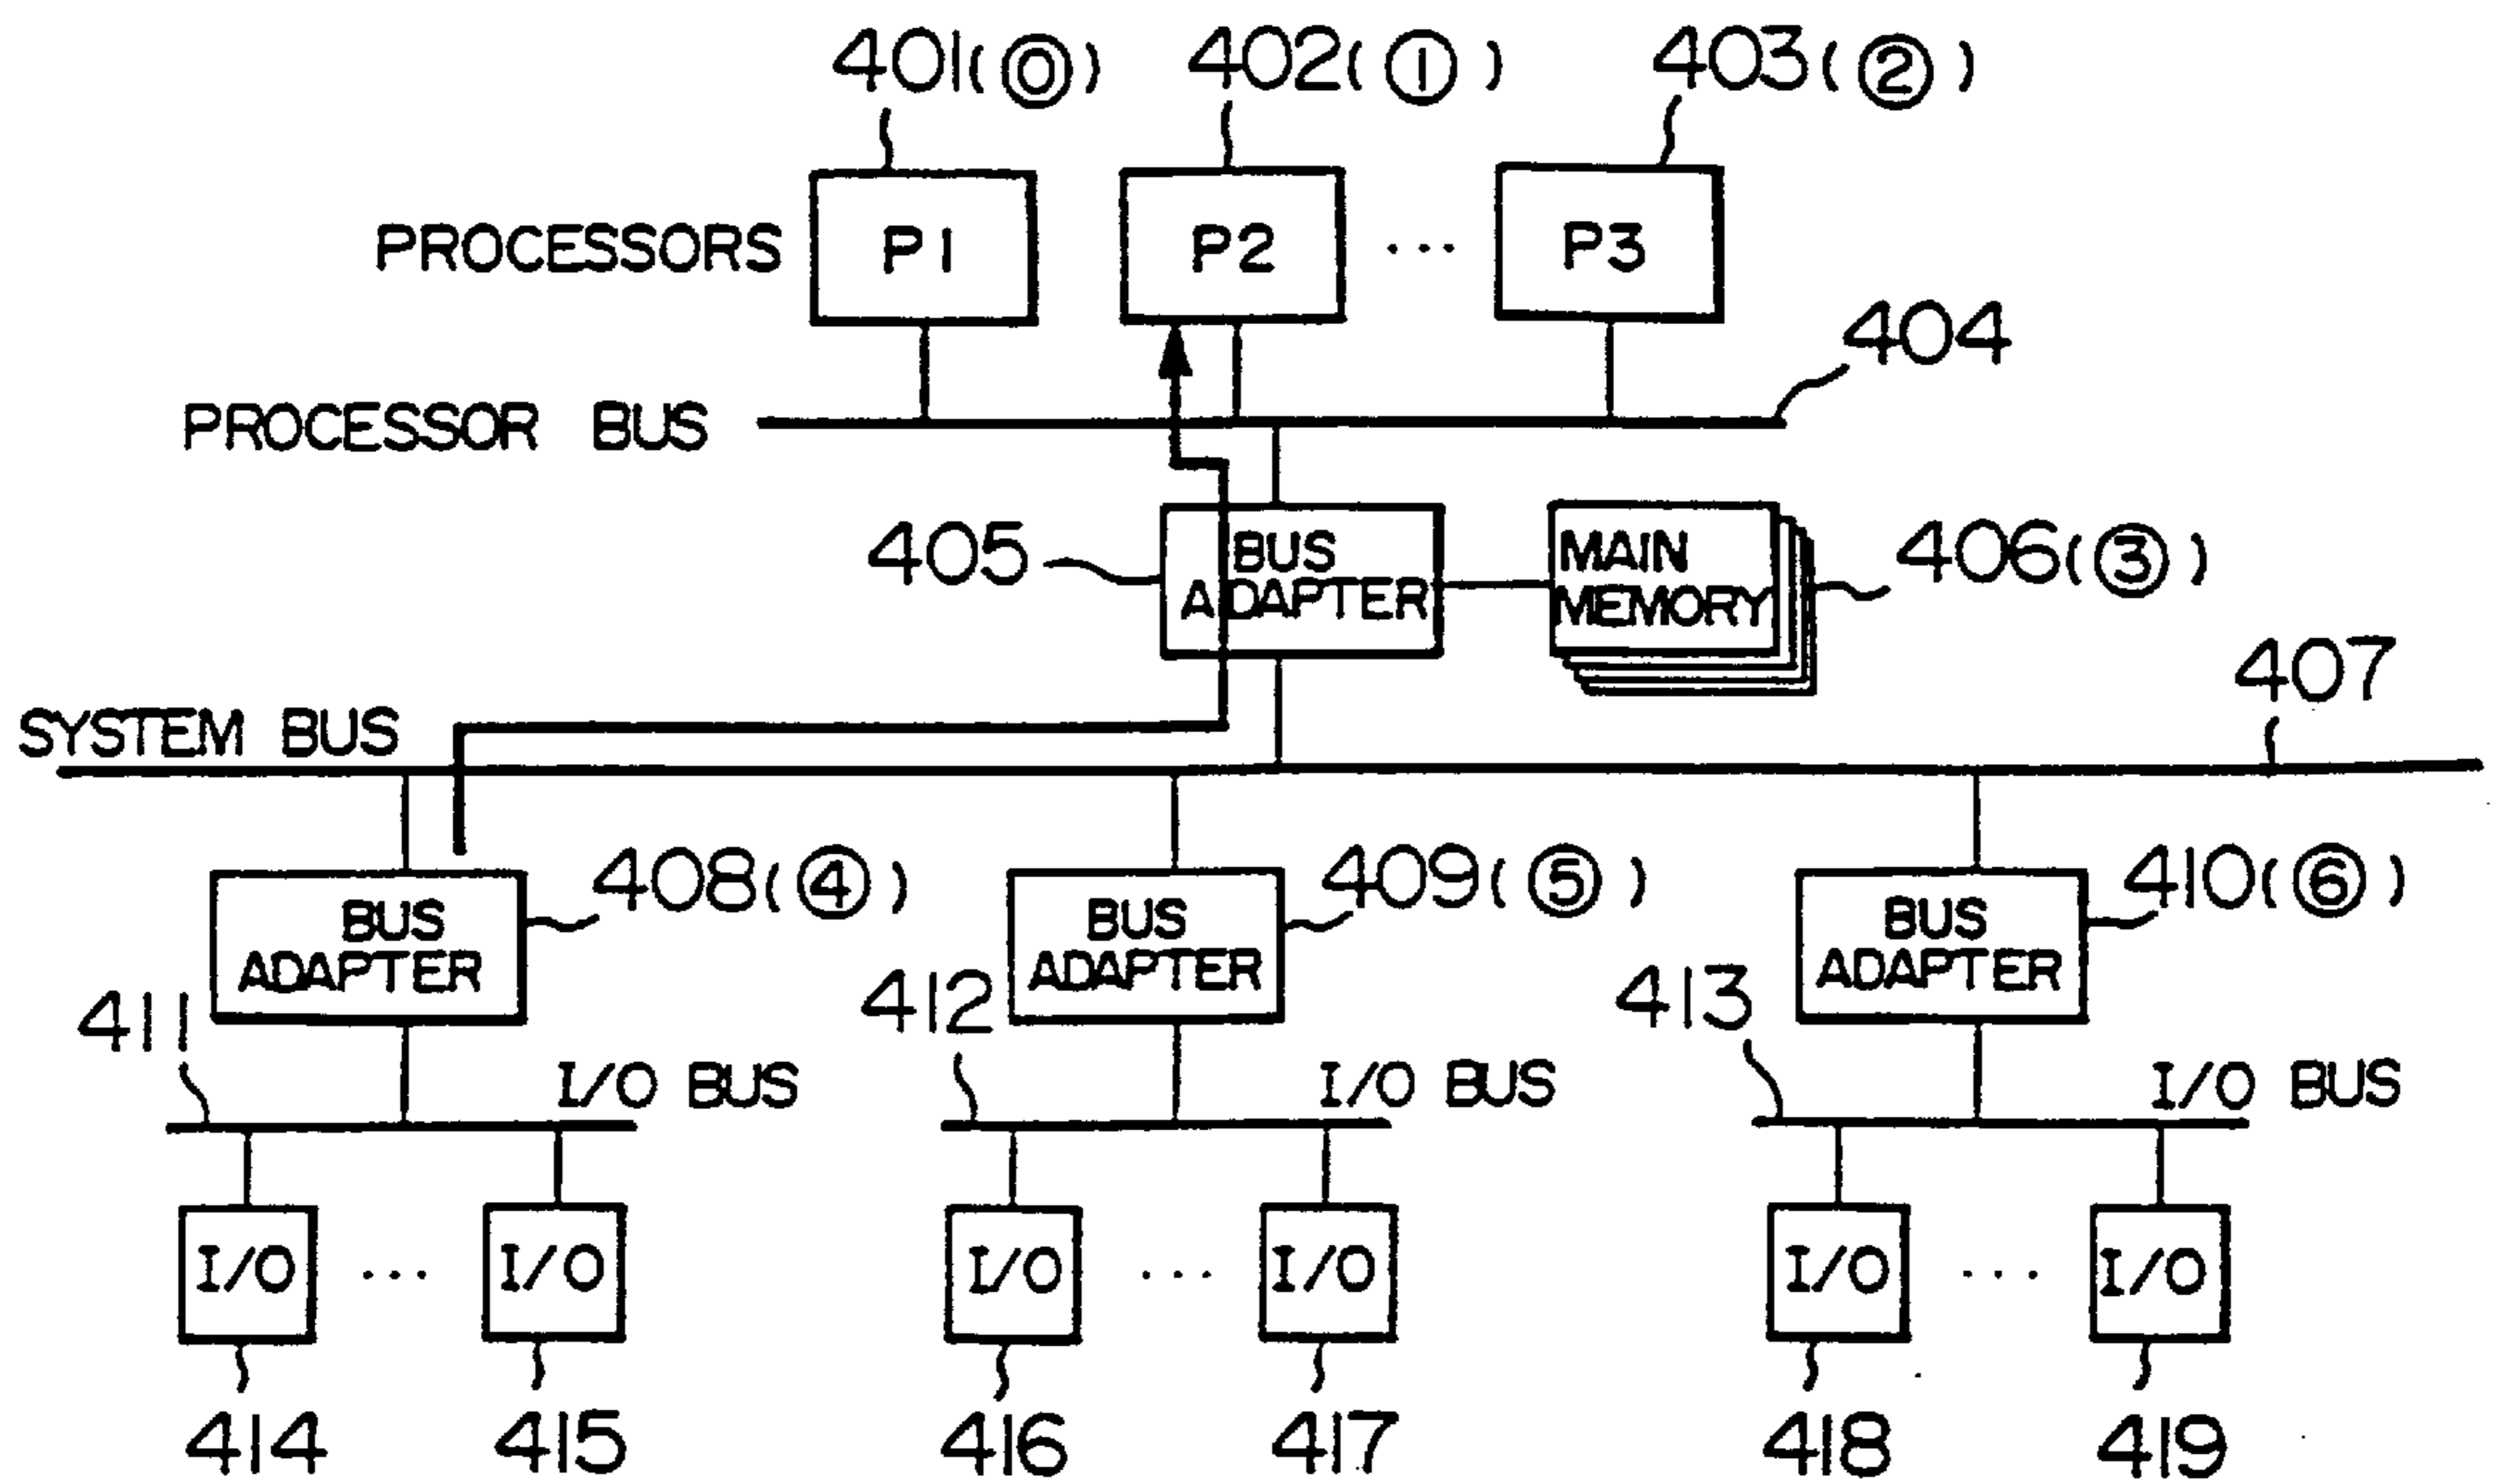 401(⓪) 402(①) 403(②)
PROCESSORS P1 P2 ... P3
404
PROCESSOR BUS
405 BUS ADAPTER MAIN MEMORY 406(③)
407
SYSTEM BUS
408(④) 409(⑤) 410(⑥)
BUS ADAPTER BUS ADAPTER BUS ADAPTER
411 412 413
I/O BUS I/O BUS I/O BUS
I/O ... I/O I/O ... I/O I/O ... I/O
414 415 416 417 418 419